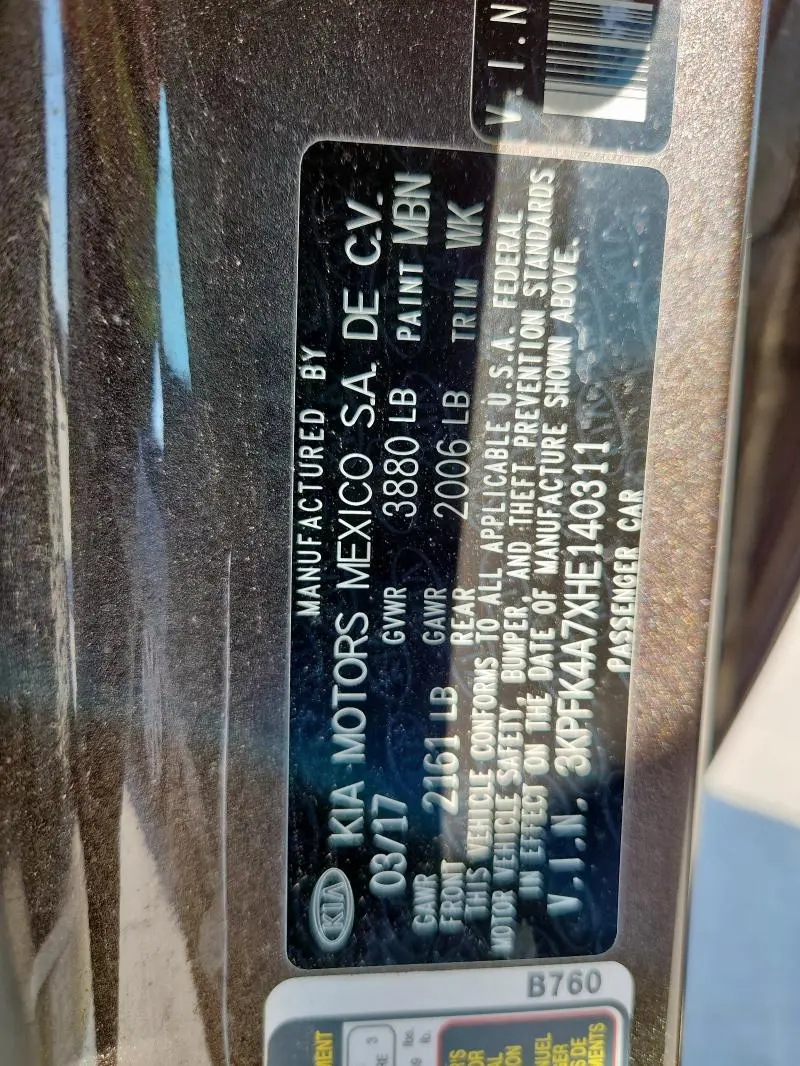 V.I.N
MANUFACTURED BY
KIA KIA MOTORS MEXICO S.A. DE C.V.
03/17 GVWR 3880 LB PAINT MBN
GAWR FRONT 2161 LB GAWR REAR 2006 LB TRIM WK
THIS VEHICLE CONFORMS TO ALL APPLICABLE U.S.A. FEDERAL
MOTOR VEHICLE SAFETY, BUMPER, AND THEFT PREVENTION STANDARDS
IN EFFECT ON THE DATE OF MANUFACTURE SHOWN ABOVE.
V.I.N. 3KPFK4A7XHE140311
PASSENGER CAR
B760